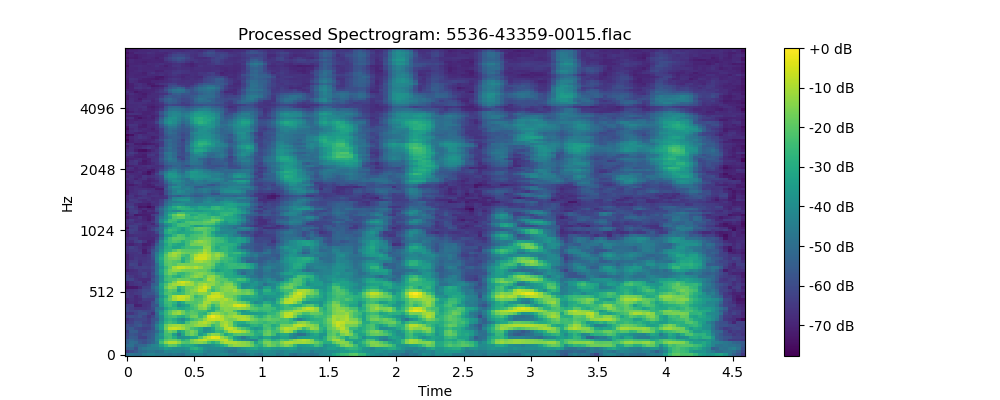 Processed Spectrogram: 5536-43359-0015.flac
+0 dB
-10 dB
-20 dB
-30 dB
-40 dB
-50 dB
-60 dB
-70 dB
4096
2048
1024
512
0
Hz
0 0.5 1 1.5 2 2.5 3 3.5 4 4.5
Time